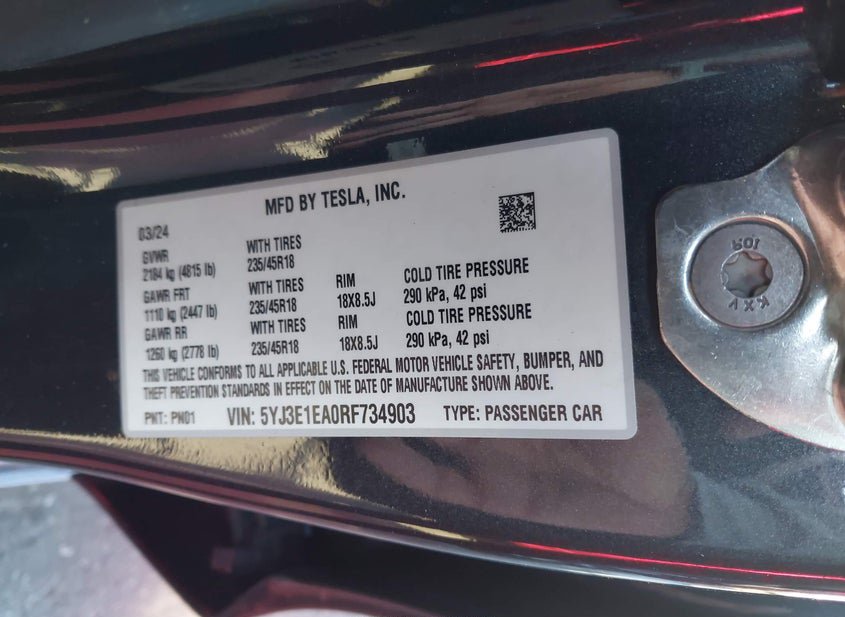 MFD BY TESLA, INC.
03/24
GVWR
2184 kg (4815 lb)
WITH TIRES
235/45R18
GAWR FRT
1110 kg (2447 lb)
WITH TIRES
235/45R18
RIM
18X8.5J
COLD TIRE PRESSURE
290 kPa, 42 psi
GAWR RR
1260 kg (2778 lb)
WITH TIRES
235/45R18
RIM
18X8.5J
COLD TIRE PRESSURE
290 kPa, 42 psi
THIS VEHICLE CONFORMS TO ALL APPLICABLE U.S. FEDERAL MOTOR VEHICLE SAFETY, BUMPER, AND
THEFT PREVENTION STANDARDS IN EFFECT ON THE DATE OF MANUFACTURE SHOWN ABOVE.
PNT: PN01 VIN: 5YJ3E1EA0RF734903 TYPE: PASSENGER CAR
RXY